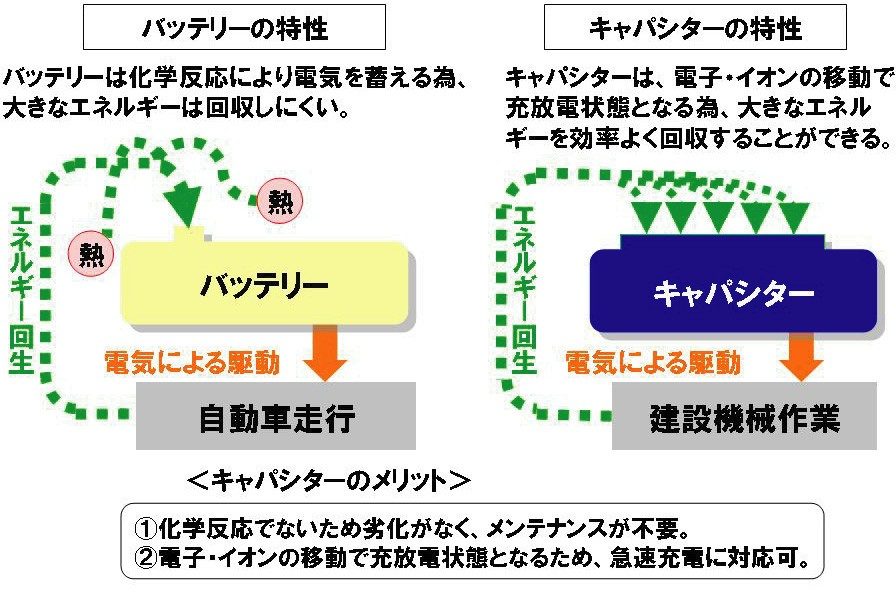 バッテリーの特性
バッテリーは化学反応により電気を蓄える為、
大きなエネルギーは回収しにくい。
熱
熱
エネルギー回生
バッテリー
電気による駆動
自動車走行
キャパシターの特性
キャパシターは、電子・イオンの移動で
充放電状態となる為、大きなエネル
ギーを効率よく回収することができる。
エネルギー回生
キャパシター
電気による駆動
建設機械作業
＜キャパシターのメリット＞
①化学反応でないため劣化がなく、メンテナンスが不要。
②電子・イオンの移動で充放電状態となるため、急速充電に対応可。